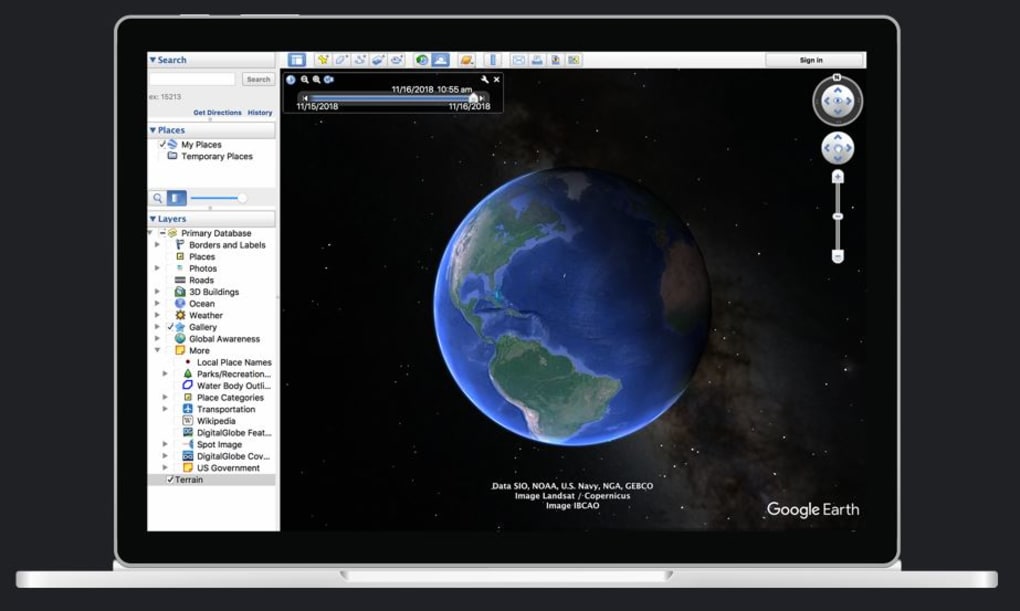 Search
Search
ex: 15213
Get Directions History
Places
My Places
Temporary Places
Layers
Primary Database
Borders and Labels
Places
Photos
Roads
3D Buildings
Ocean
Weather
Gallery
Global Awareness
More
Local Place Names
Parks/Recreation...
Water Body Outli...
Place Categories
Transportation
W Wikipedia
DigitalGlobe Feat...
Spot Image
DigitalGlobe Cov...
US Government
Terrain
Sign in
11/16/2018 10:55 am
11/15/2018 11/16/2018
N
Data SIO, NOAA, U.S. Navy, NGA, GEBCO
Image Landsat / Copernicus
Image IBCAO
Google Earth